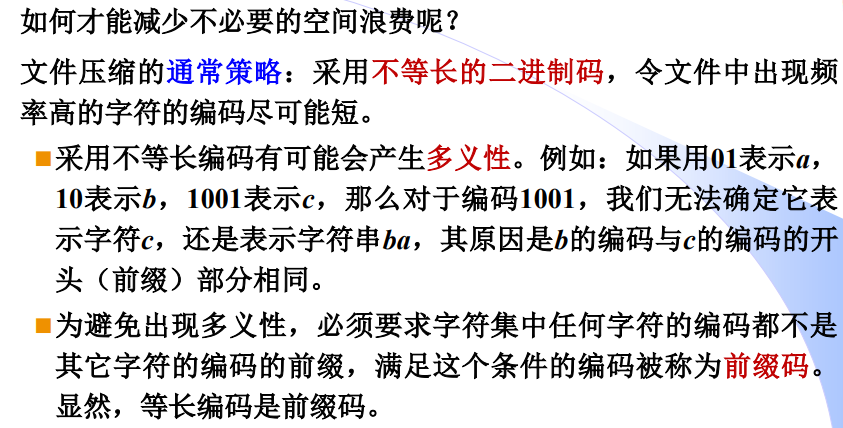 如何才能减少不必要的空间浪费呢？
文件压缩的通常策略：采用不等长的二进制码，令文件中出现频
率高的字符的编码尽可能短。
采用不等长编码有可能会产生多义性。例如：如果用01表示a，
10表示b，1001表示c，那么对于编码1001，我们无法确定它表
示字符c，还是表示字符串ba，其原因是b的编码与c的编码的开
头（前缀）部分相同。
为避免出现多义性，必须要求字符集中任何字符的编码都不是
其它字符的编码的前缀，满足这个条件的编码被称为前缀码。
显然，等长编码是前缀码。